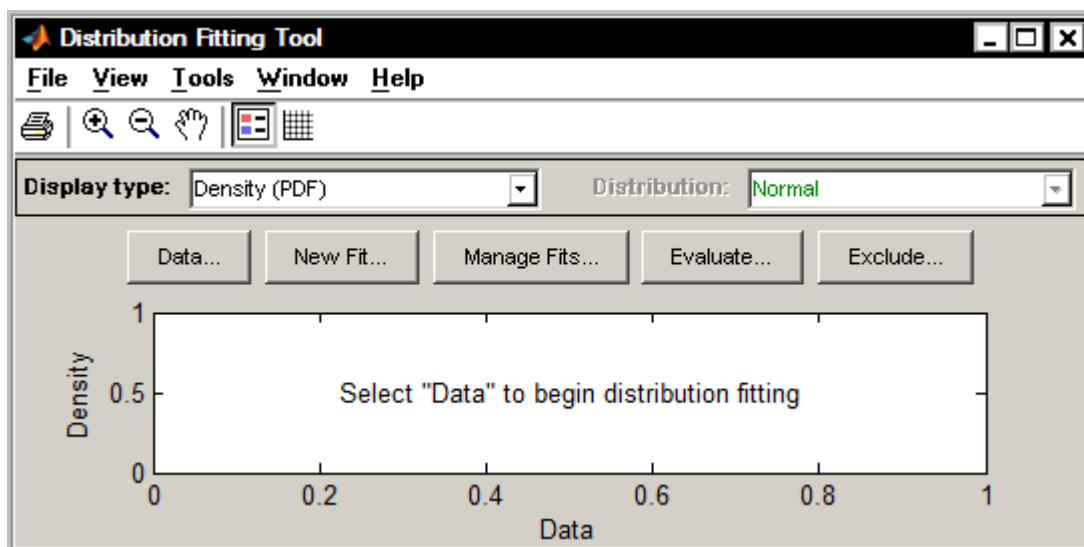 Distribution Fitting Tool
File View Tools Window Help
Display type: Density (PDF) Distribution: Normal
Data... New Fit... Manage Fits... Evaluate... Exclude...
1
Density
0.5 Select "Data" to begin distribution fitting
0
0 0.2 0.4 0.6 0.8 1
Data